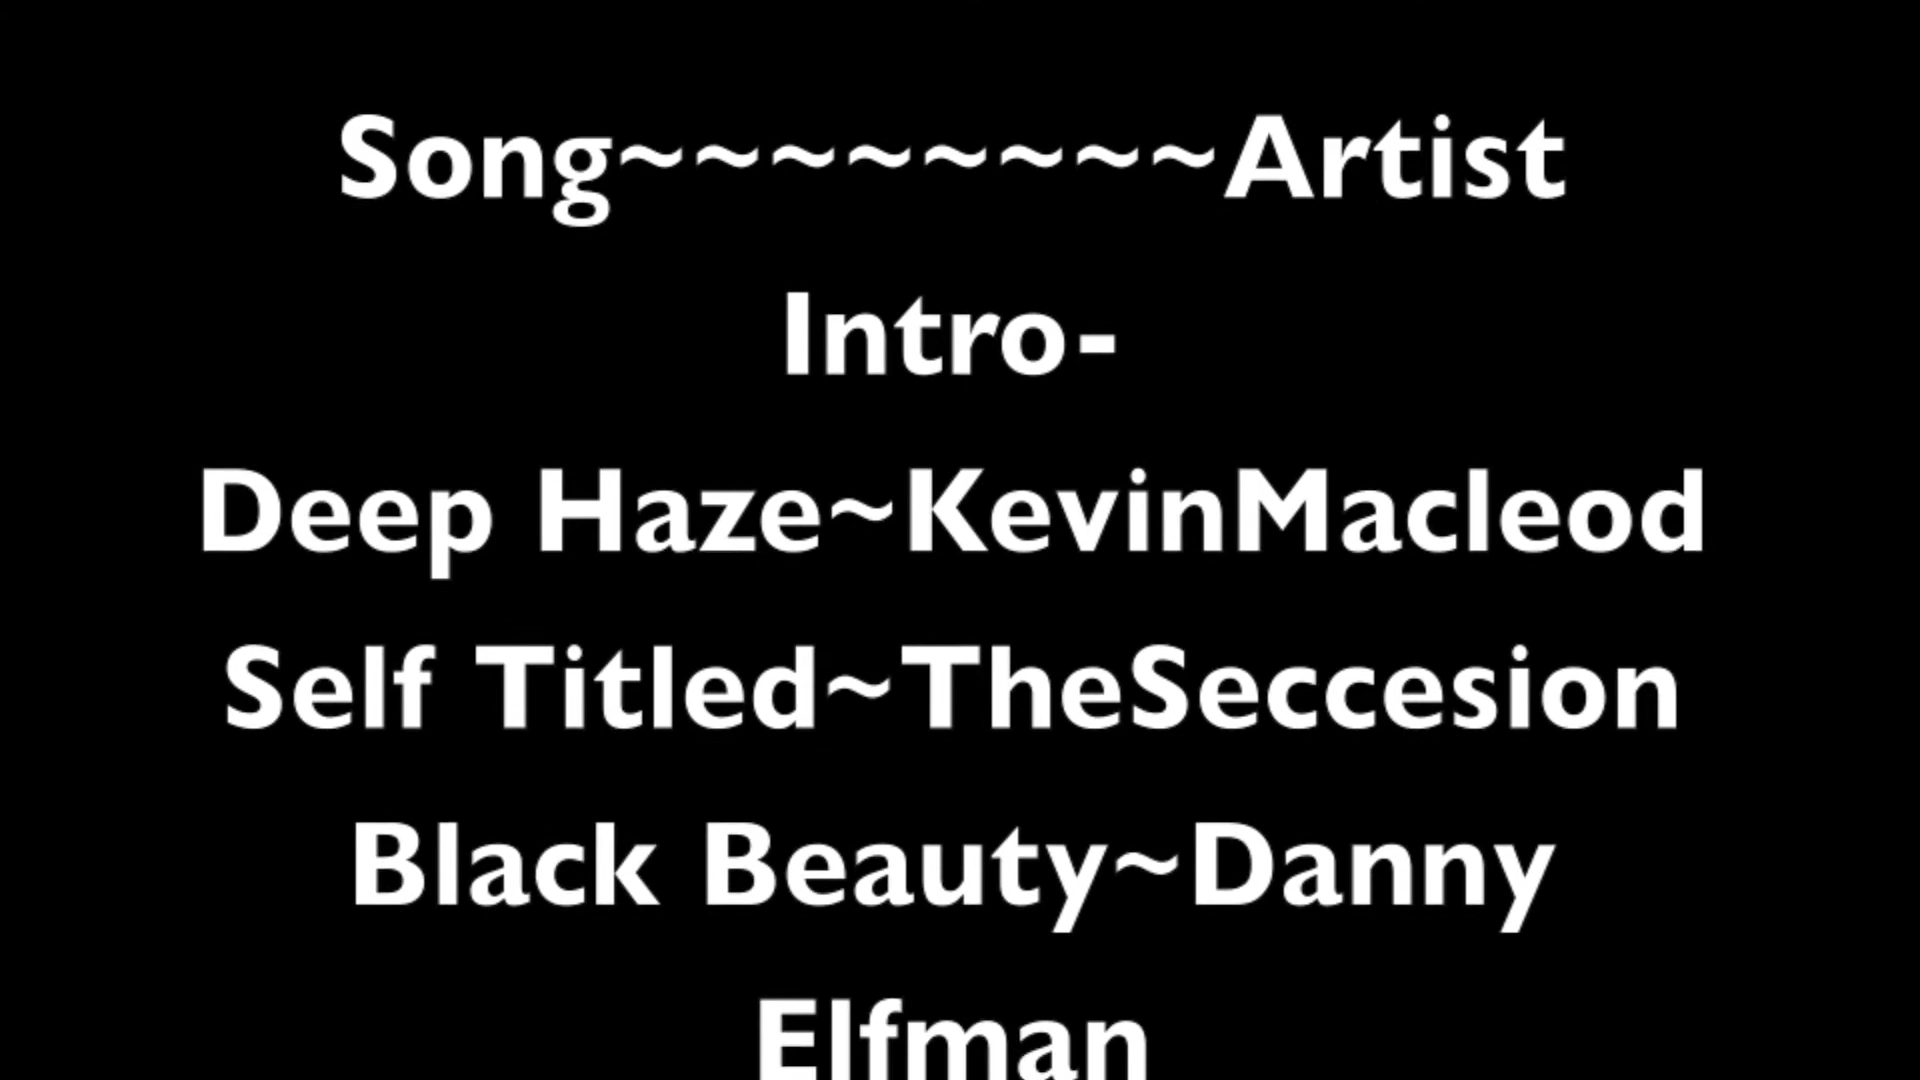 Song~~~~~~~~Artist
Intro-
Deep Haze~KevinMacleod
Self Titled~TheSeccesion
Black Beauty~Danny
Elfman